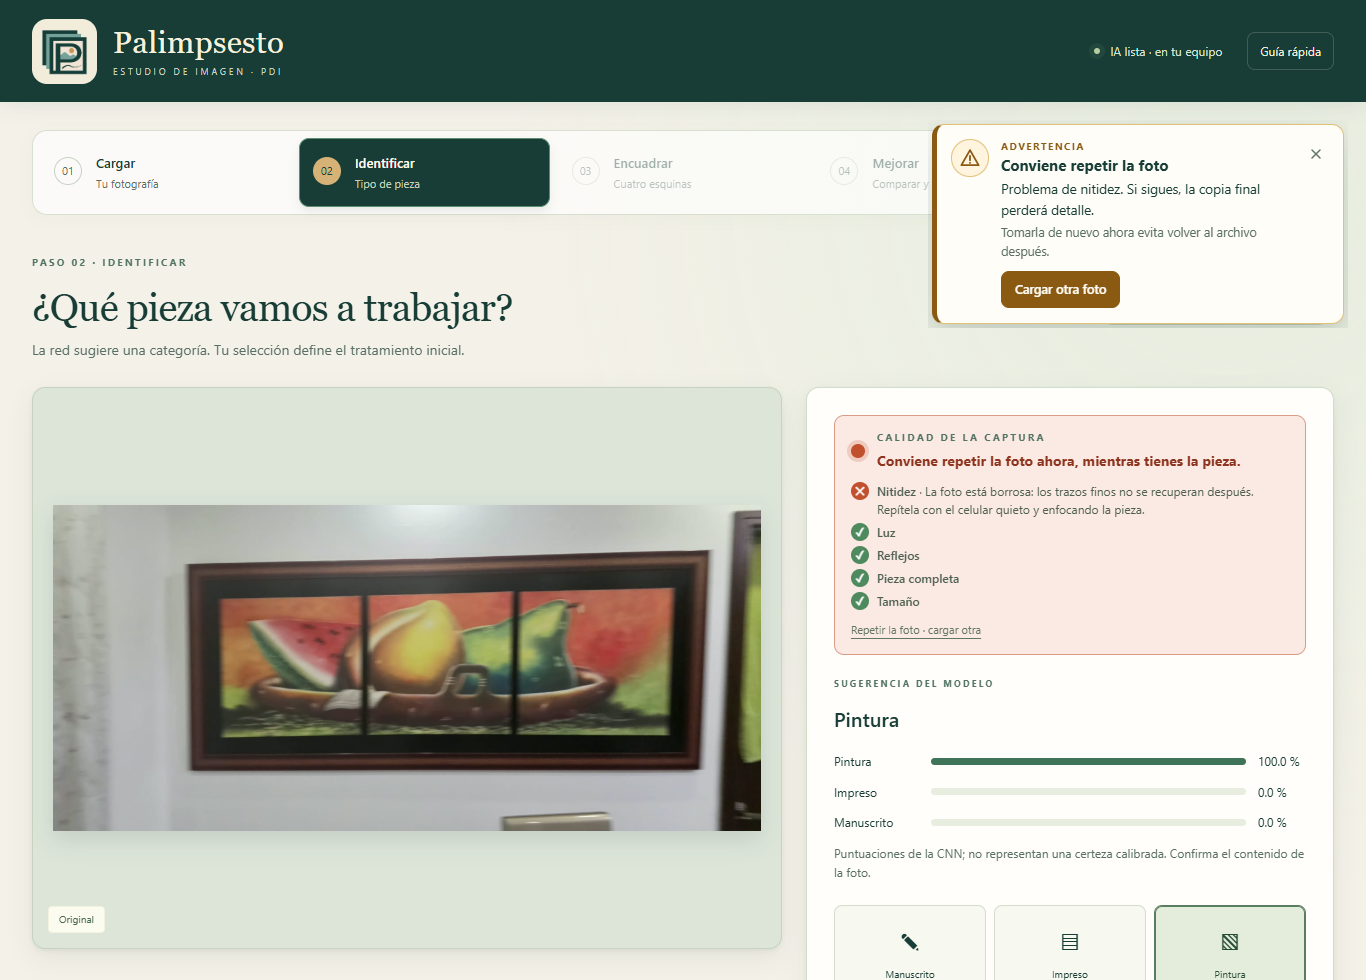 Palimpsesto
ESTUDIO DE IMAGEN · PDI
IA lista · en tu equipo
Guía rápida
01
Cargar
Tu fotografía
02
Identificar
Tipo de pieza
03
Encuadrar
Cuatro esquinas
04
Mejorar
Comparar y
ADVERTENCIA
Conviene repetir la foto
Problema de nitidez. Si sigues, la copia final
perderá detalle.
Tomarla de nuevo ahora evita volver al archivo
después.
Cargar otra foto
PASO 02 · IDENTIFICAR
¿Qué pieza vamos a trabajar?
La red sugiere una categoría. Tu selección define el tratamiento inicial.
Original
CALIDAD DE LA CAPTURA
Conviene repetir la foto ahora, mientras tienes la pieza.
Nitidez · La foto está borrosa: los trazos finos no se recuperan después.
Repítela con el celular quieto y enfocando la pieza.
Luz
Reflejos
Pieza completa
Tamaño
Repetir la foto · cargar otra
SUGERENCIA DEL MODELO
Pintura
Pintura 100.0 %
Impreso 0.0 %
Manuscrito 0.0 %
Puntuaciones de la CNN; no representan una certeza calibrada. Confirma el contenido de
la foto.
Manuscrito
Impreso
Pintura